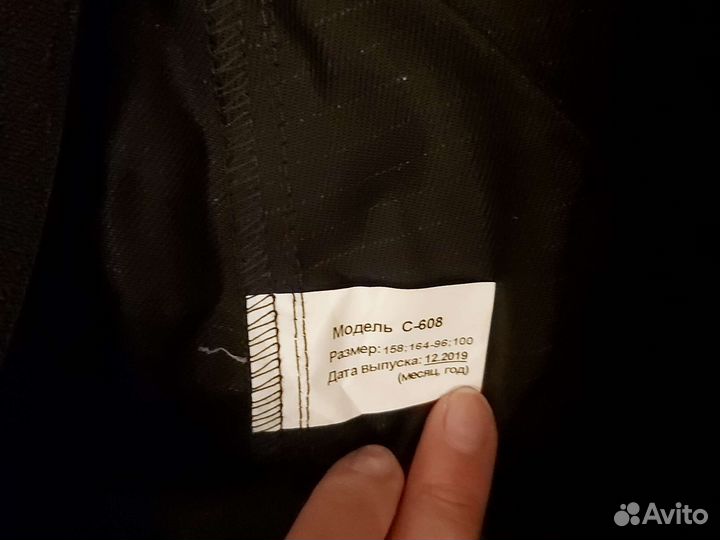 Модель С-608
Размер: 158;164-96;100
Дата выпуска: 12.2019
(месяц, год)
Avito